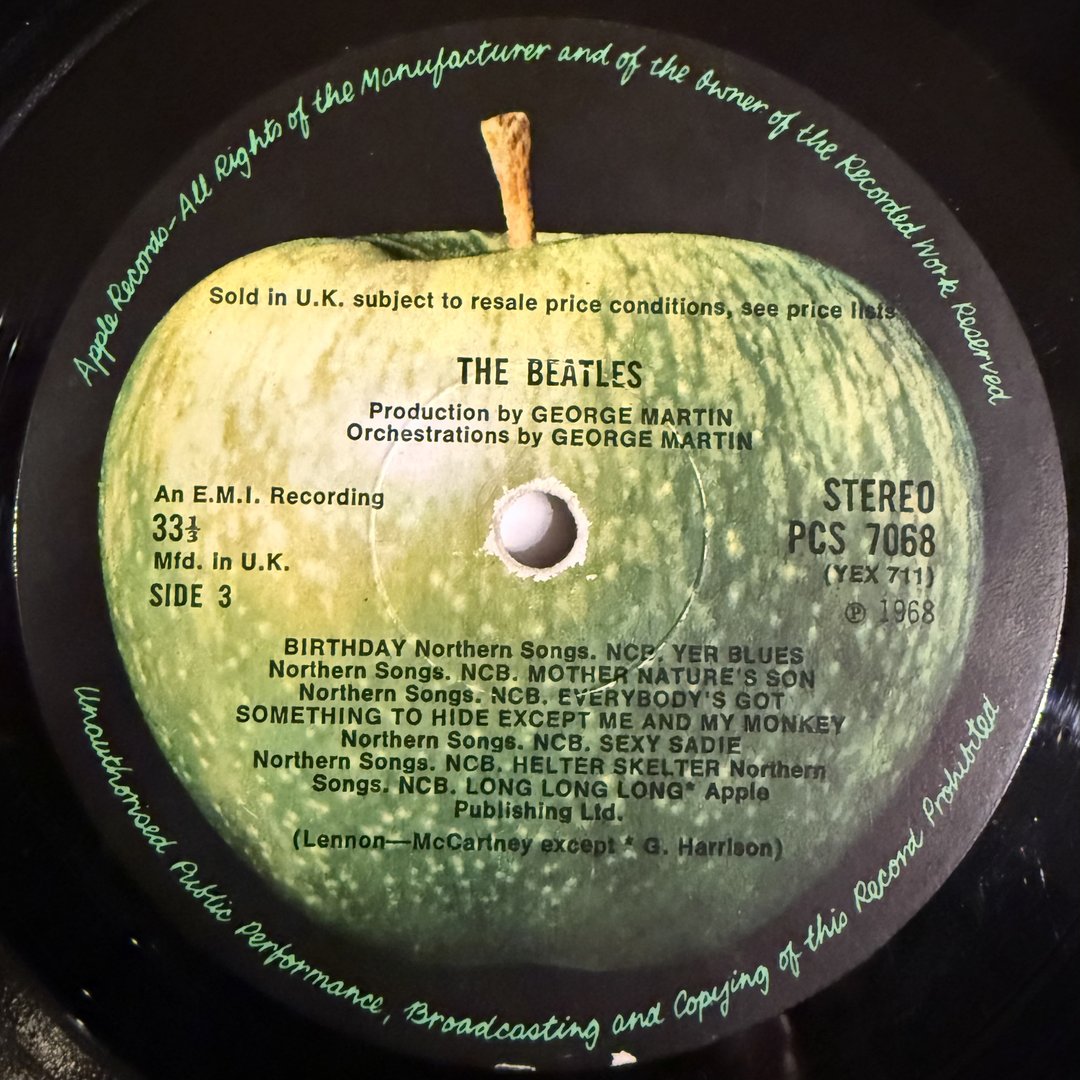 Apple Records-All Rights of the Manufacturer and of the Owner of the Recorded Work Reserved
Sold in U.K. subject to resale price conditions, see price lists
THE BEATLES
Production by GEORGE MARTIN
Orchestrations by GEORGE MARTIN
An E.M.I. Recording
33⅓
Mfd. in U.K.
SIDE 3
STEREO
PCS 7068
(YEX 711)
℗ 1968
BIRTHDAY Northern Songs. NCB. YER BLUES
Northern Songs. NCB. MOTHER NATURE'S SON
Northern Songs. NCB. EVERYBODY'S GOT
SOMETHING TO HIDE EXCEPT ME AND MY MONKEY
Northern Songs. NCB. SEXY SADIE
Northern Songs. NCB. HELTER SKELTER Northern
Songs. NCB. LONG LONG LONG* Apple
Publishing Ltd.
(Lennon—McCartney except * G. Harrison)
Unauthorised Public Performance, Broadcasting and Copying of this Record Prohibited